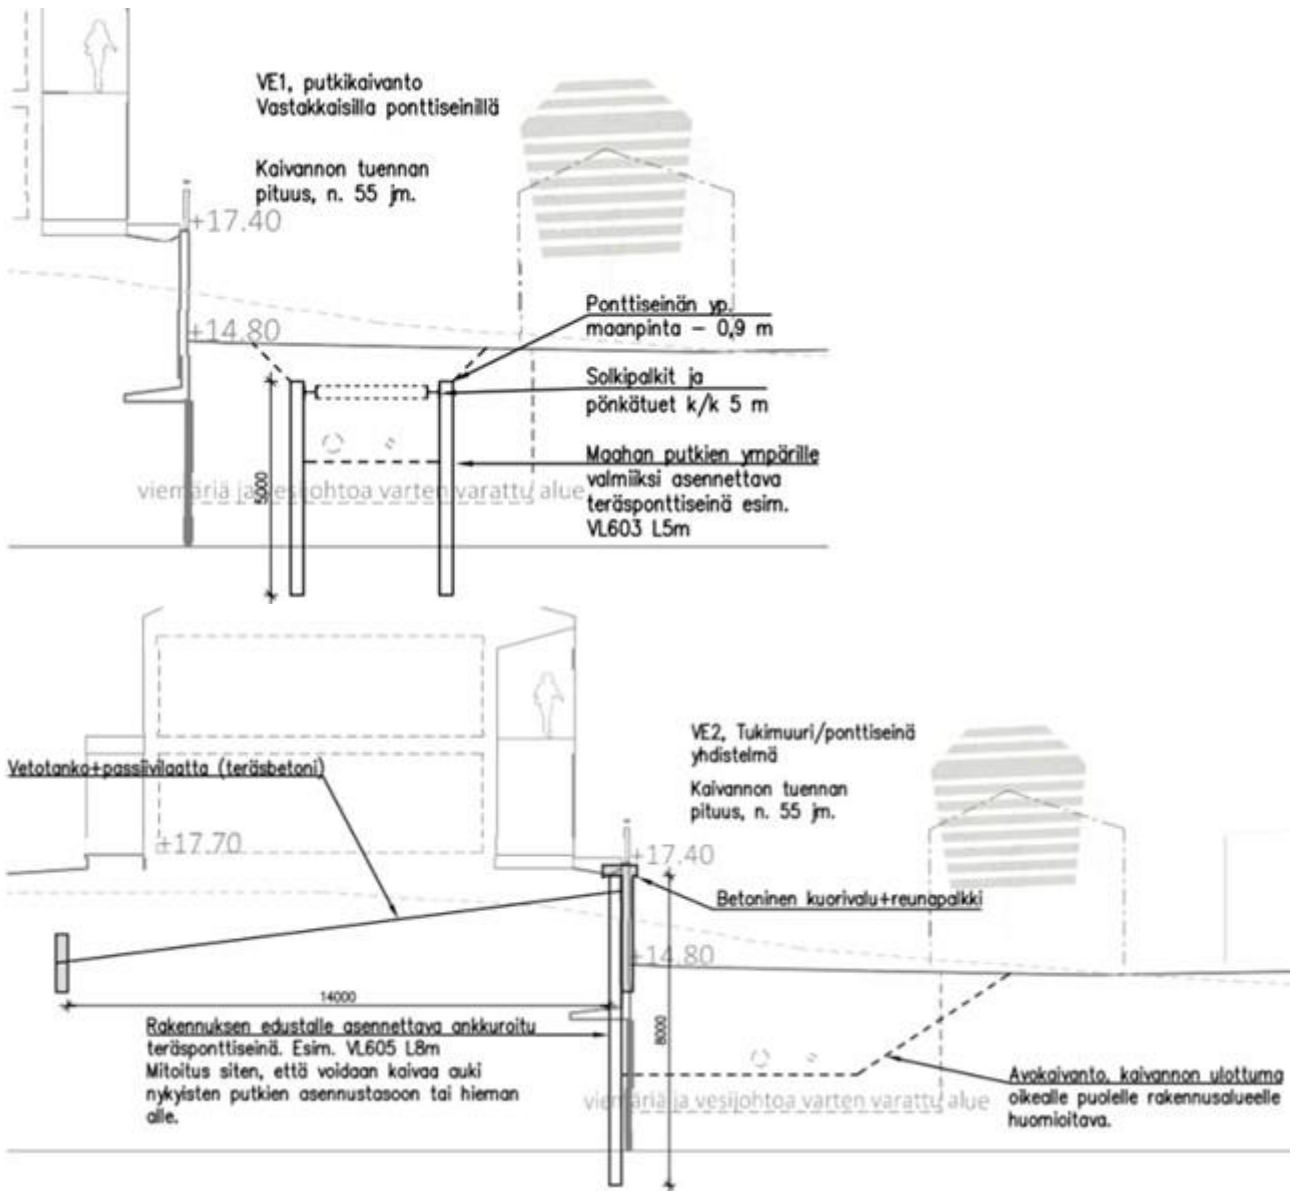 VE1, putkikaivanto
Vastakkaisilla ponttiseinillä
Kaivannon tuennan
pituus, n. 55 jm.
+17.40
+14.80
Ponttiseinän yp.
maanpinta - 0,9 m
Solkipalkit ja
pönkätuet k/k 5 m
Maahan putkien ympärille
valmiiksi asennettava
teräsponttiseinä esim.
VL603 L5m
5000
viemäriä ja vesijohtoa varten varattu alue
VE2, Tukimuuri/ponttiseinä
yhdistelmä
Kaivannon tuennan
pituus, n. 55 jm.
Vetotanko+passiivilaatta (teräsbetoni)
+17.70
+17.40
Betoninen kuorivalu+reunapalkki
+14.80
14000
8000
Rakennuksen edustalle asennettava ankkuroitu
teräsponttiseinä. Esim. VL605 L8m
Mitoitus siten, että voidaan kaivaa auki
nykyisten putkien asennustasoon tai hieman
alle.
Avokaivanto, kaivannon ulottuma
oikealle puolelle rakennusalueelle
huomioitava.
viemäriä ja vesijohtoa varten varattu alue